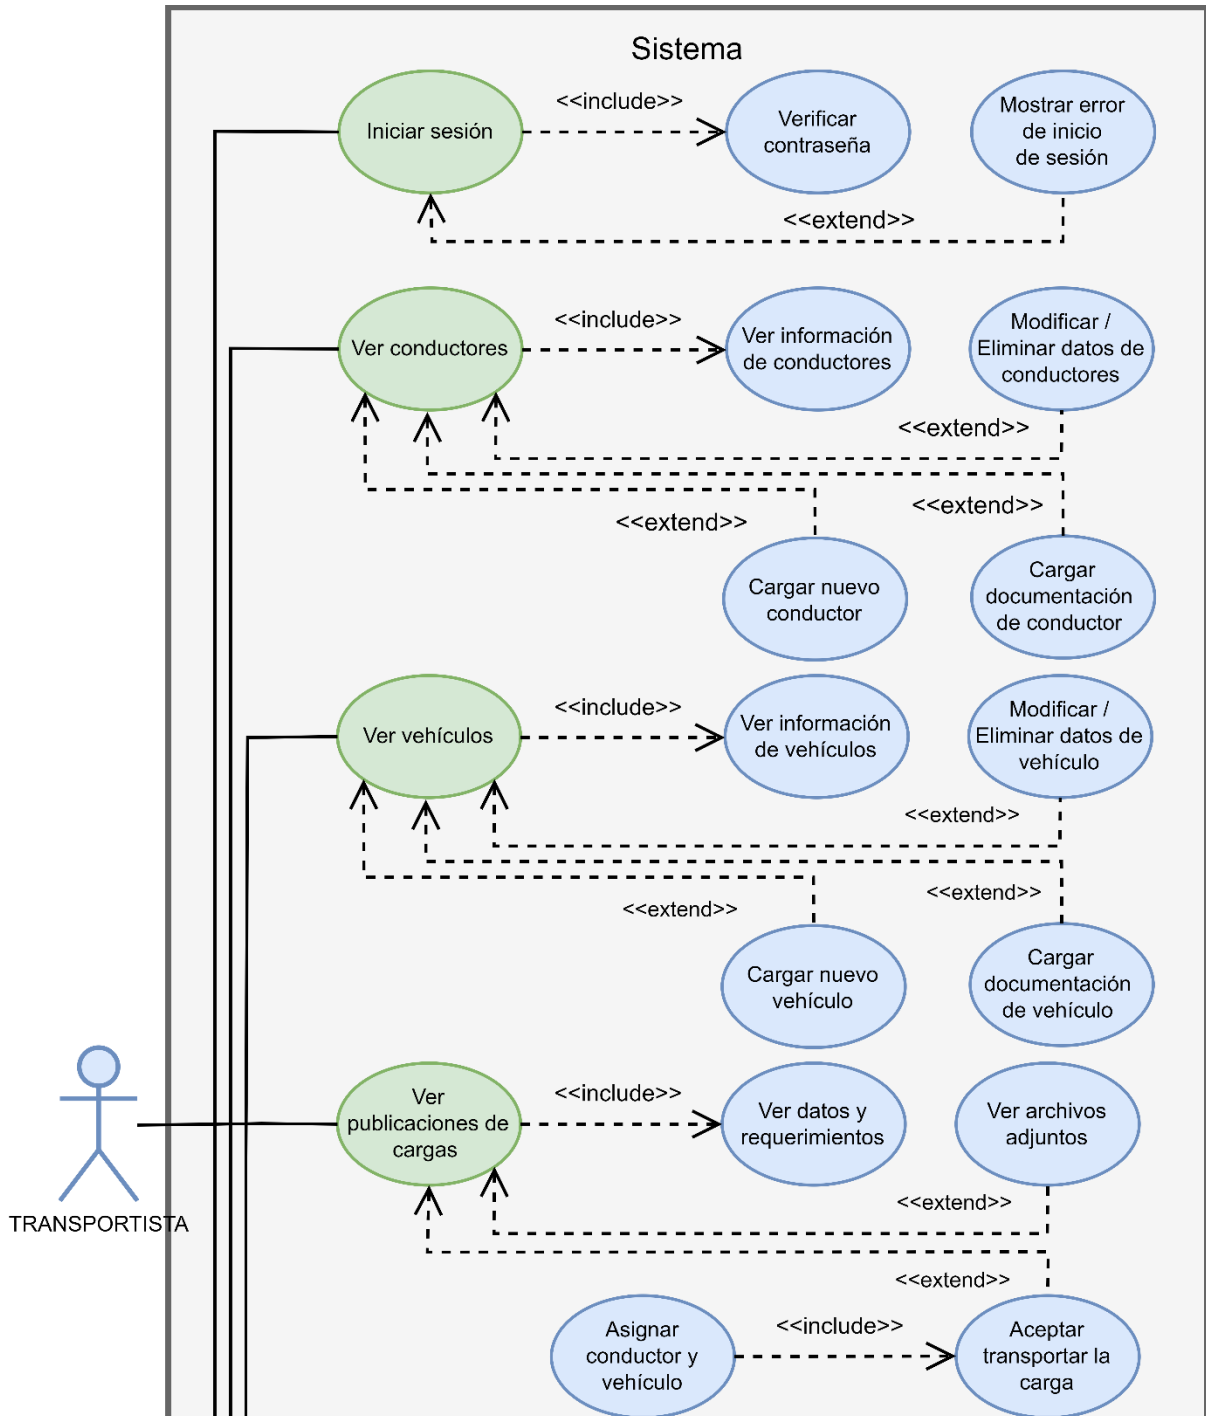 Sistema
Iniciar sesión
<<include>>
Verificar
contraseña
Mostrar error
de inicio
de sesión
<<extend>>
Ver conductores
<<include>>
Ver información
de conductores
Modificar /
Eliminar datos de
conductores
<<extend>>
<<extend>>
<<extend>>
Cargar nuevo
conductor
Cargar
documentación
de conductor
Ver vehículos
<<include>>
Ver información
de vehículos
Modificar /
Eliminar datos de
vehículo
<<extend>>
<<extend>>
<<extend>>
Cargar nuevo
vehículo
Cargar
documentación
de vehículo
TRANSPORTISTA
Ver
publicaciones de
cargas
<<include>>
Ver datos y
requerimientos
Ver archivos
adjuntos
<<extend>>
<<extend>>
Asignar
conductor y
vehículo
<<include>>
Aceptar
transportar la
carga